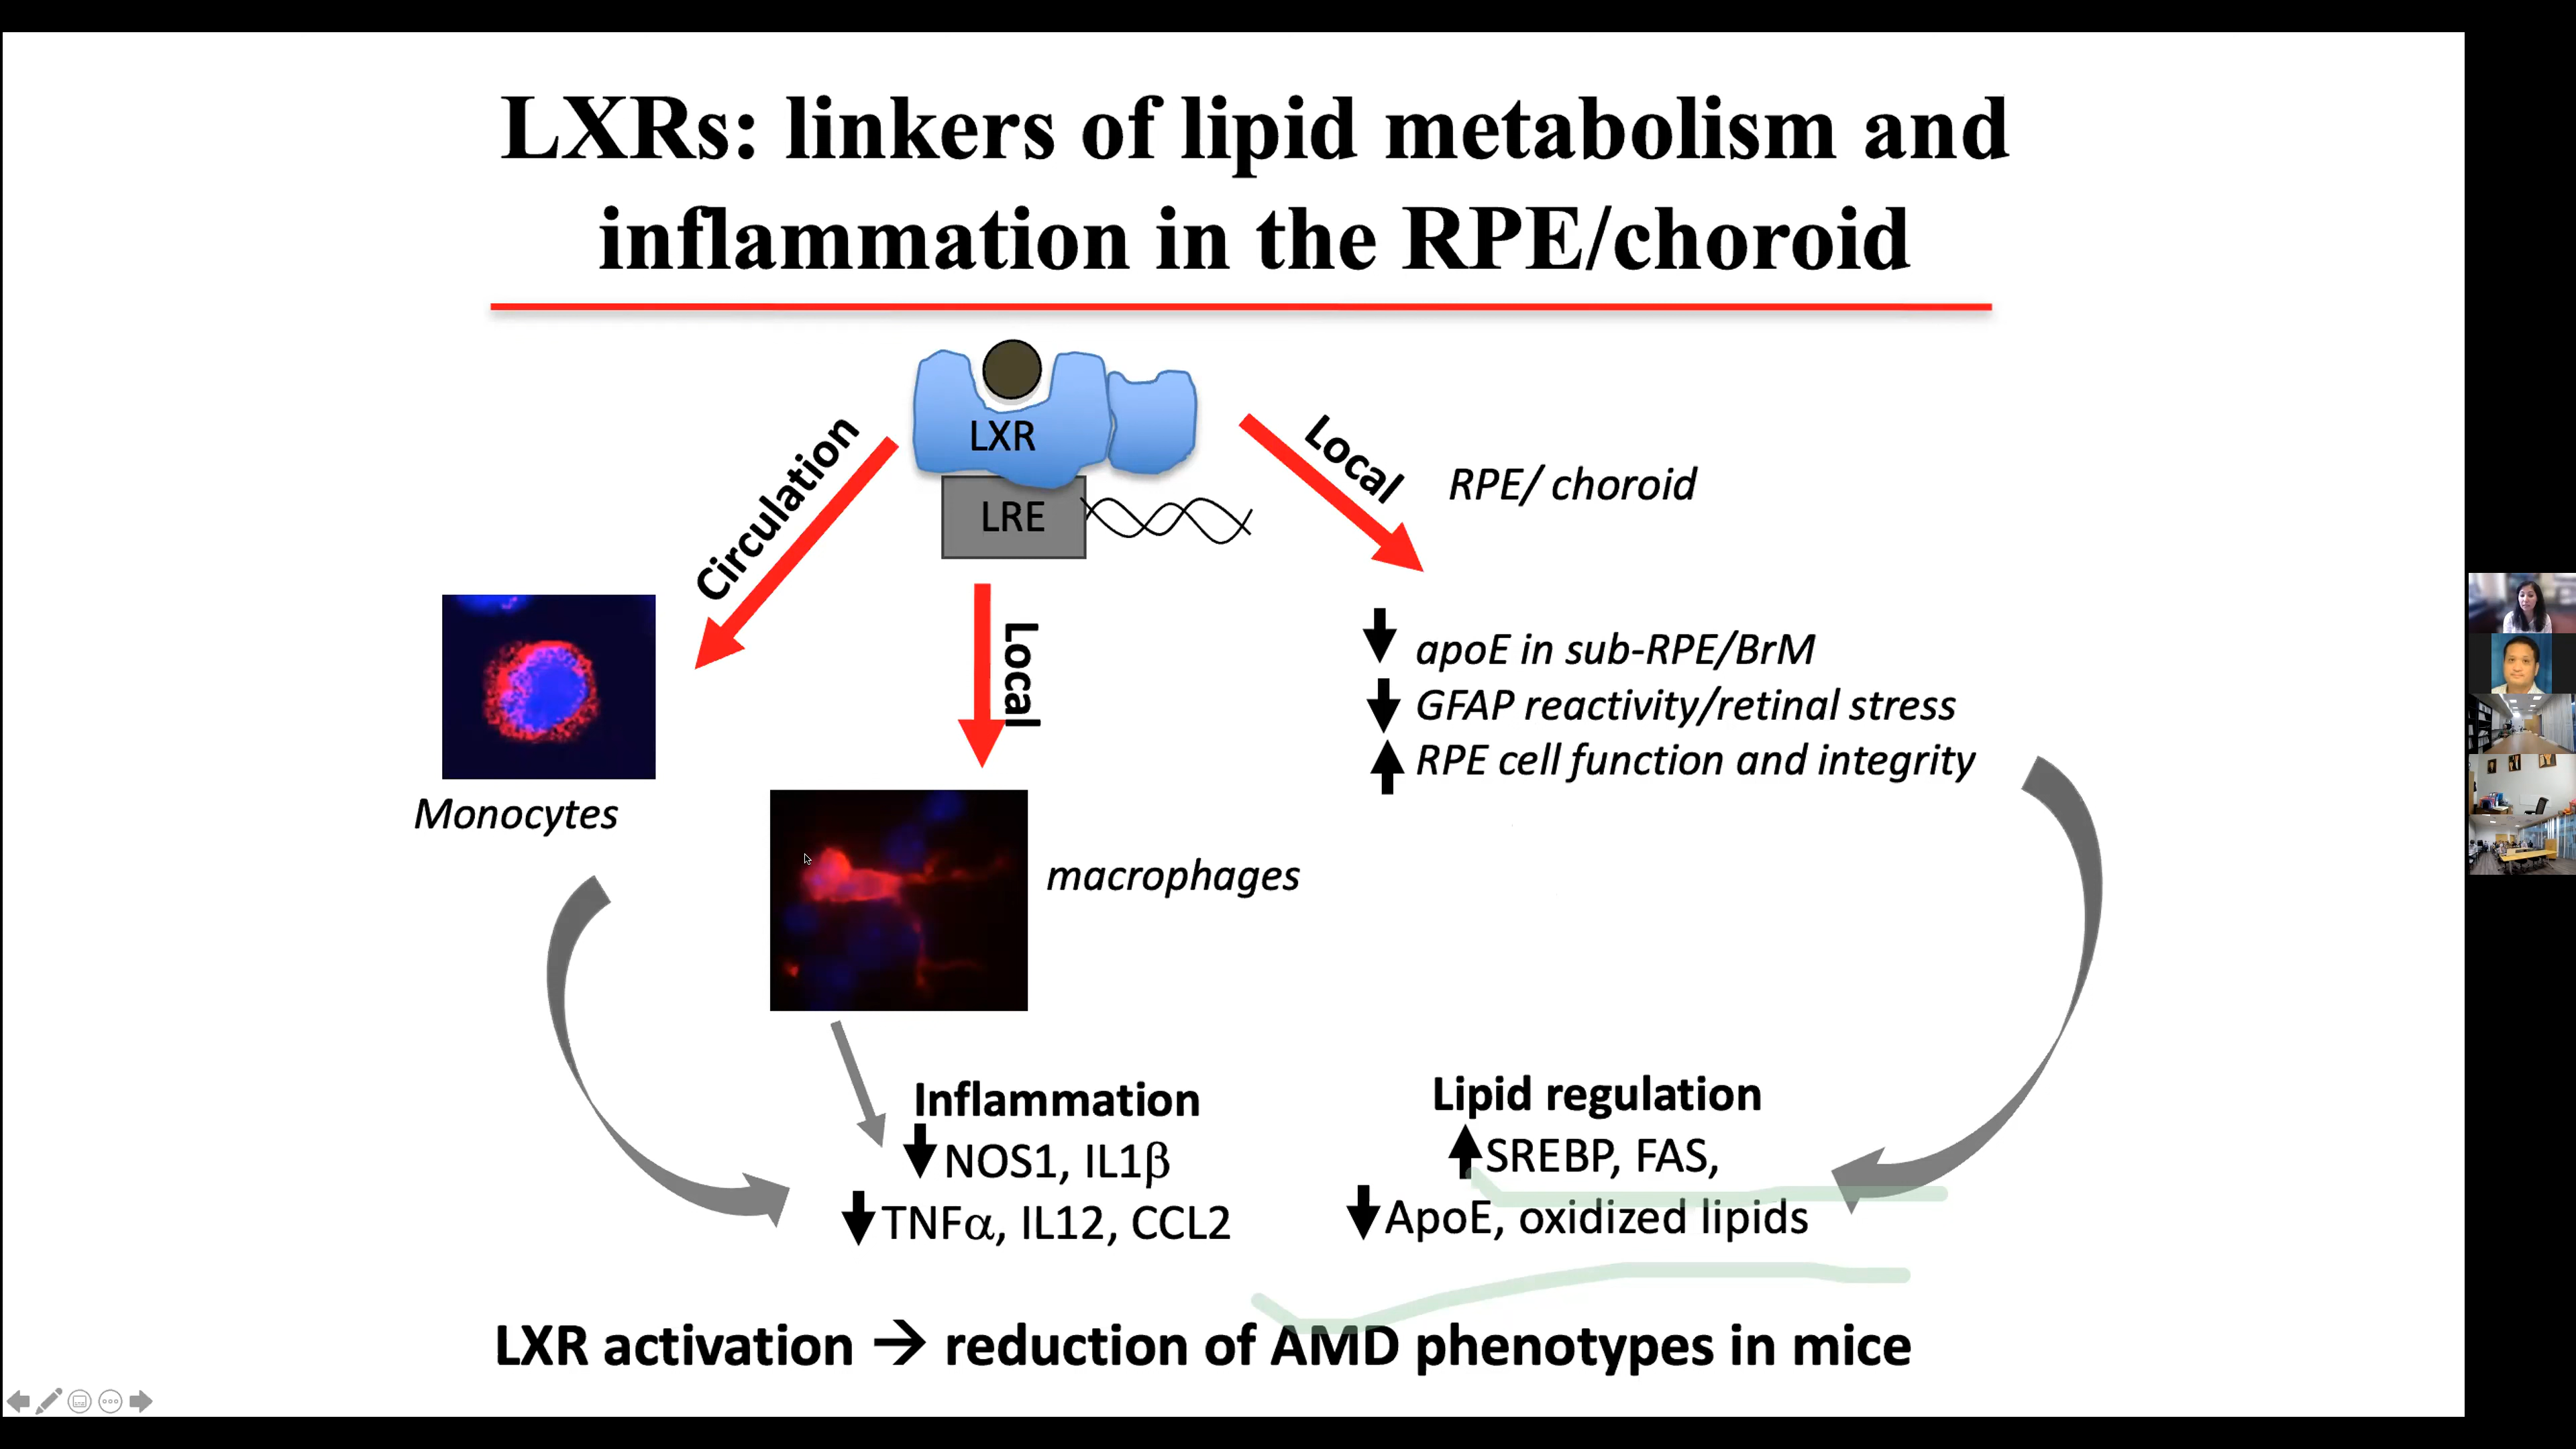 LXRs: linkers of lipid metabolism and
inflammation in the RPE/choroid
LXR
LRE
Circulation
Local
Local
RPE/ choroid
Monocytes
macrophages
apoE in sub-RPE/BrM
GFAP reactivity/retinal stress
RPE cell function and integrity
Inflammation
NOS1, IL1β
TNFα, IL12, CCL2
Lipid regulation
SREBP, FAS,
ApoE, oxidized lipids
LXR activation → reduction of AMD phenotypes in mice